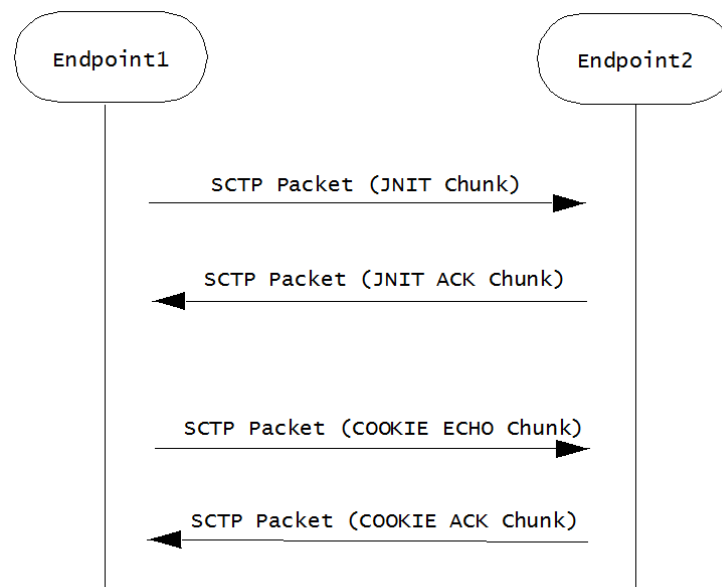 Endpoint1
Endpoint2
SCTP Packet (JNIT Chunk)
SCTP Packet (JNIT ACK Chunk)
SCTP Packet (COOKIE ECHO Chunk)
SCTP Packet (COOKIE ACK Chunk)